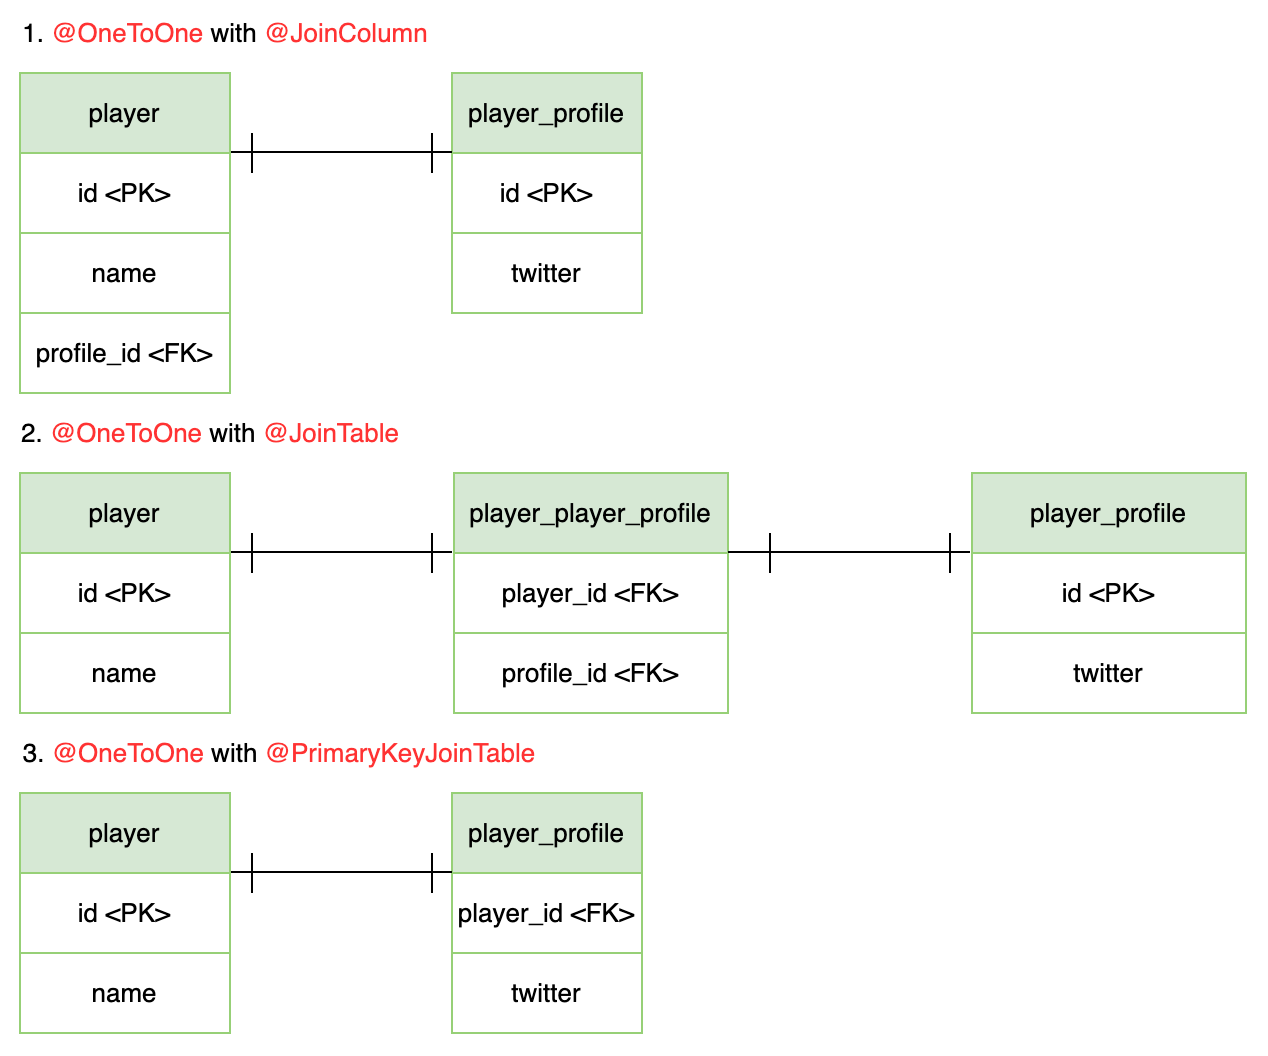 1. @OneToOne with @JoinColumn
player
player_profile
id <PK>
id <PK>
name
twitter
profile_id <FK>
2. @OneToOne with @JoinTable
player
player_player_profile
player_profile
id <PK>
player_id <FK>
id <PK>
name
profile_id <FK>
twitter
3. @OneToOne with @PrimaryKeyJoinTable
player
player_profile
id <PK>
player_id <FK>
name
twitter